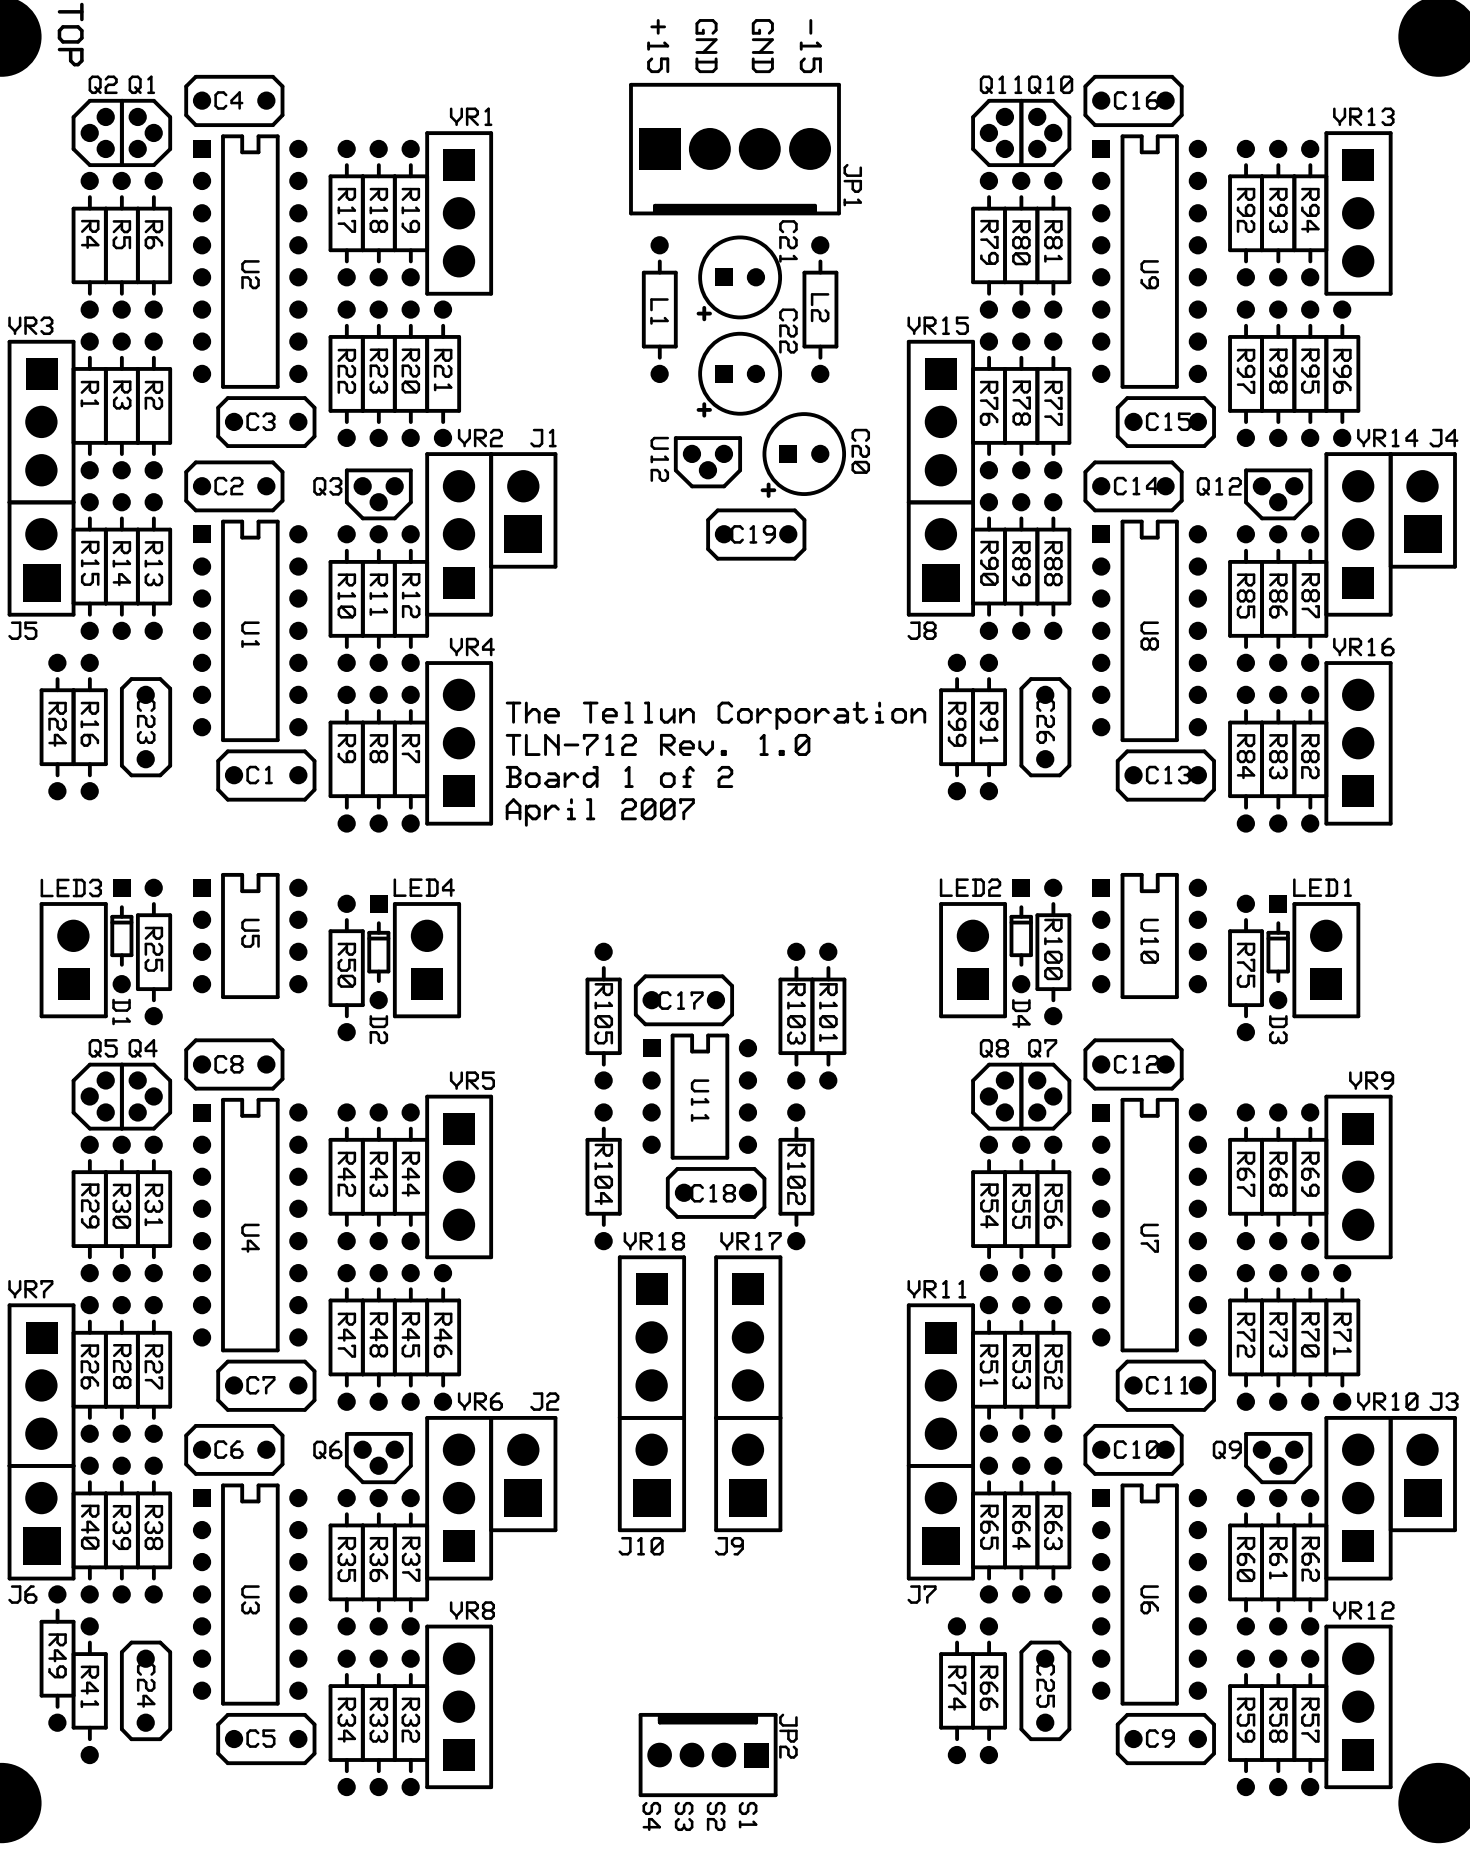 TOP
+15
GND
GND
-15
Q2 Q1
C4
VR1
Q11 Q10
C16
VR13
JP1
R4
R5
R6
U2
R17
R18
R19
C21
R79
R80
R81
U9
R92
R93
R94
L1
L2
+
C22
VR3
VR15
R1
R3
R2
R22
R23
R20
R21
+
R76
R78
R77
R97
R98
R95
R96
C3
VR2
J1
U12
C20
C15
VR14
J4
C2
Q3
+
C14
Q12
C19
R15
R14
R13
U1
R10
R11
R12
R90
R89
R88
U8
R85
R86
R87
J5
VR4
J8
VR16
R24
R16
C23
R9
R8
R7
C1
The Tellun Corporation
TLN-712 Rev. 1.0
Board 1 of 2
April 2007
R99
R91
C26
C13
R84
R83
R82
LED3
LED4
LED2
LED1
D1
R25
U5
R50
D2
D4
R100
U10
R75
D3
R105
C17
R103
R101
Q5 Q4
C8
VR5
Q8 Q7
C12
VR9
U11
R104
C18
R102
R29
R30
R31
U4
R42
R43
R44
R54
R55
R56
U7
R67
R68
R69
VR18
VR17
VR7
VR11
R26
R28
R27
R47
R48
R45
R46
R51
R53
R52
R72
R73
R70
R71
C7
VR6
J2
C11
VR10
J3
C6
Q6
C10
Q9
R40
R39
R38
U3
R35
R36
R37
J10
J9
R65
R64
R63
U6
R60
R61
R62
J6
VR8
J7
VR12
R49
R41
C24
R34
R33
R32
C5
R74
R66
C25
C9
R59
R58
R57
JP2
S4
S3
S2
S1